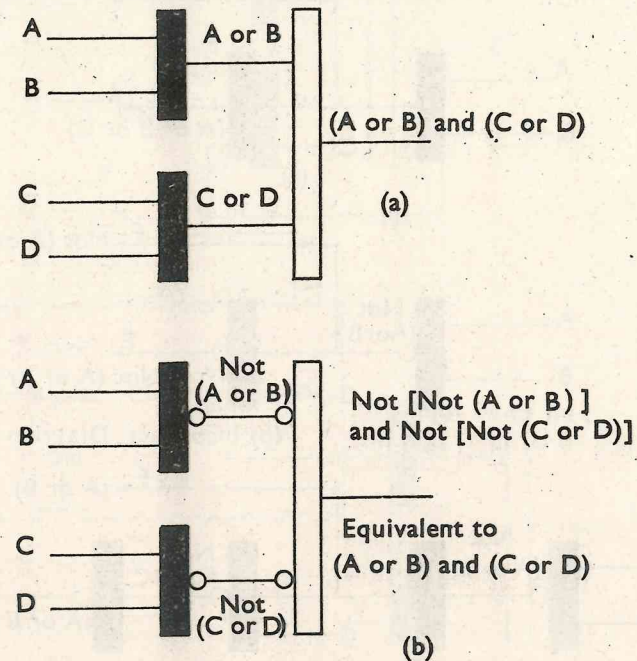 A
A or B
B
(A or B) and (C or D)
C
C or D
(a)
D
A
Not
(A or B)
Not [Not (A or B)]
B
and Not [Not (C or D)]
C
Equivalent to
(A or B) and (C or D)
D
Not
(C or D)
(b)